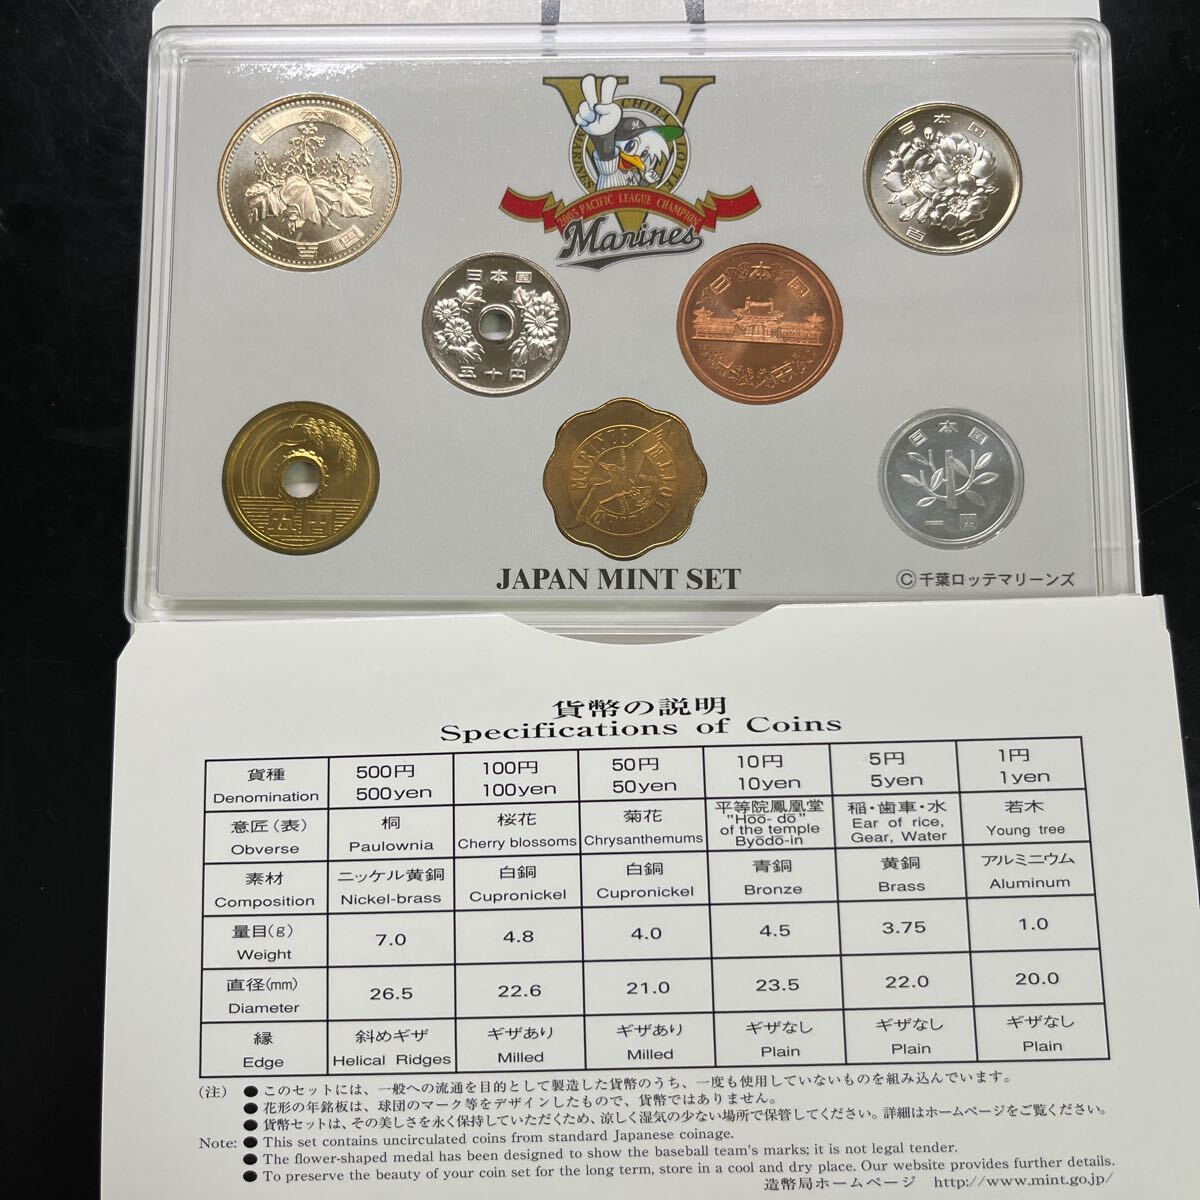 V
CHIBA LOTTE MARINES
M
2005 PACIFIC LEAGUE CHAMPION
Marines
日本国
五百円
日本国
百円
日本国
五十円
日本国
十円
五円
MARINES
日本国
一円
JAPAN MINT SET
©千葉ロッテマリーンズ
貨幣の説明
Specifications of Coins
貨種 500円 100円 50円 10円 5円 1円
Denomination 500yen 100yen 50yen 10yen 5yen 1yen
意匠(表) 桐 桜花 菊花 平等院鳳凰堂 稲・歯車・水 若木
Obverse Paulownia Cherry blossoms Chrysanthemums "Hōō-dō" of the temple Byōdō-in Ear of rice, Gear, Water Young tree
素材 ニッケル黄銅 白銅 白銅 青銅 黄銅 アルミニウム
Composition Nickel-brass Cupronickel Cupronickel Bronze Brass Aluminum
量目(g) Weight 7.0 4.8 4.0 4.5 3.75 1.0
直径(mm) Diameter 26.5 22.6 21.0 23.5 22.0 20.0
縁 斜めギザ ギザあり ギザあり ギザなし ギザなし ギザなし
Edge Helical Ridges Milled Milled Plain Plain Plain
(注) ● このセットには、一般への流通を目的として製造した貨幣のうち、一度も使用していないものを組み込んでいます。
● 花形の年銘板は、球団のマーク等をデザインしたもので、貨幣ではありません。
● 貨幣セットは、その美しさを永く保持していただくため、涼しく湿気の少ない場所で保管してください。詳細はホームページをご覧ください。
Note: ● This set contains uncirculated coins from standard Japanese coinage.
● The flower-shaped medal has been designed to show the baseball team's marks; it is not legal tender.
● To preserve the beauty of your coin set for the long term, store in a cool and dry place. Our website provides further details.
造幣局ホームページ http://www.mint.go.jp/